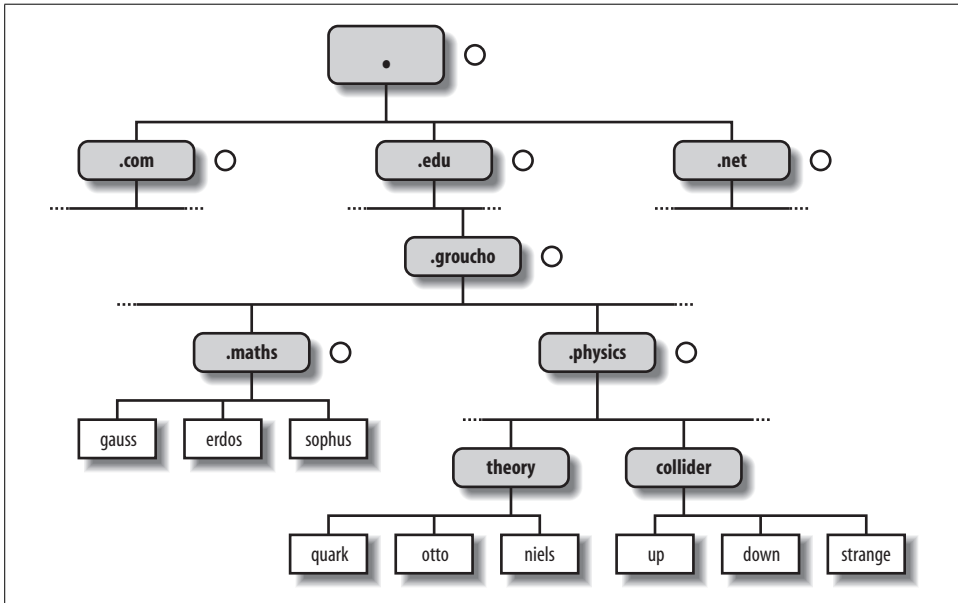 .
.com .edu .net
.groucho
.maths .physics
gauss erdos sophus
theory collider
quark otto niels up down strange